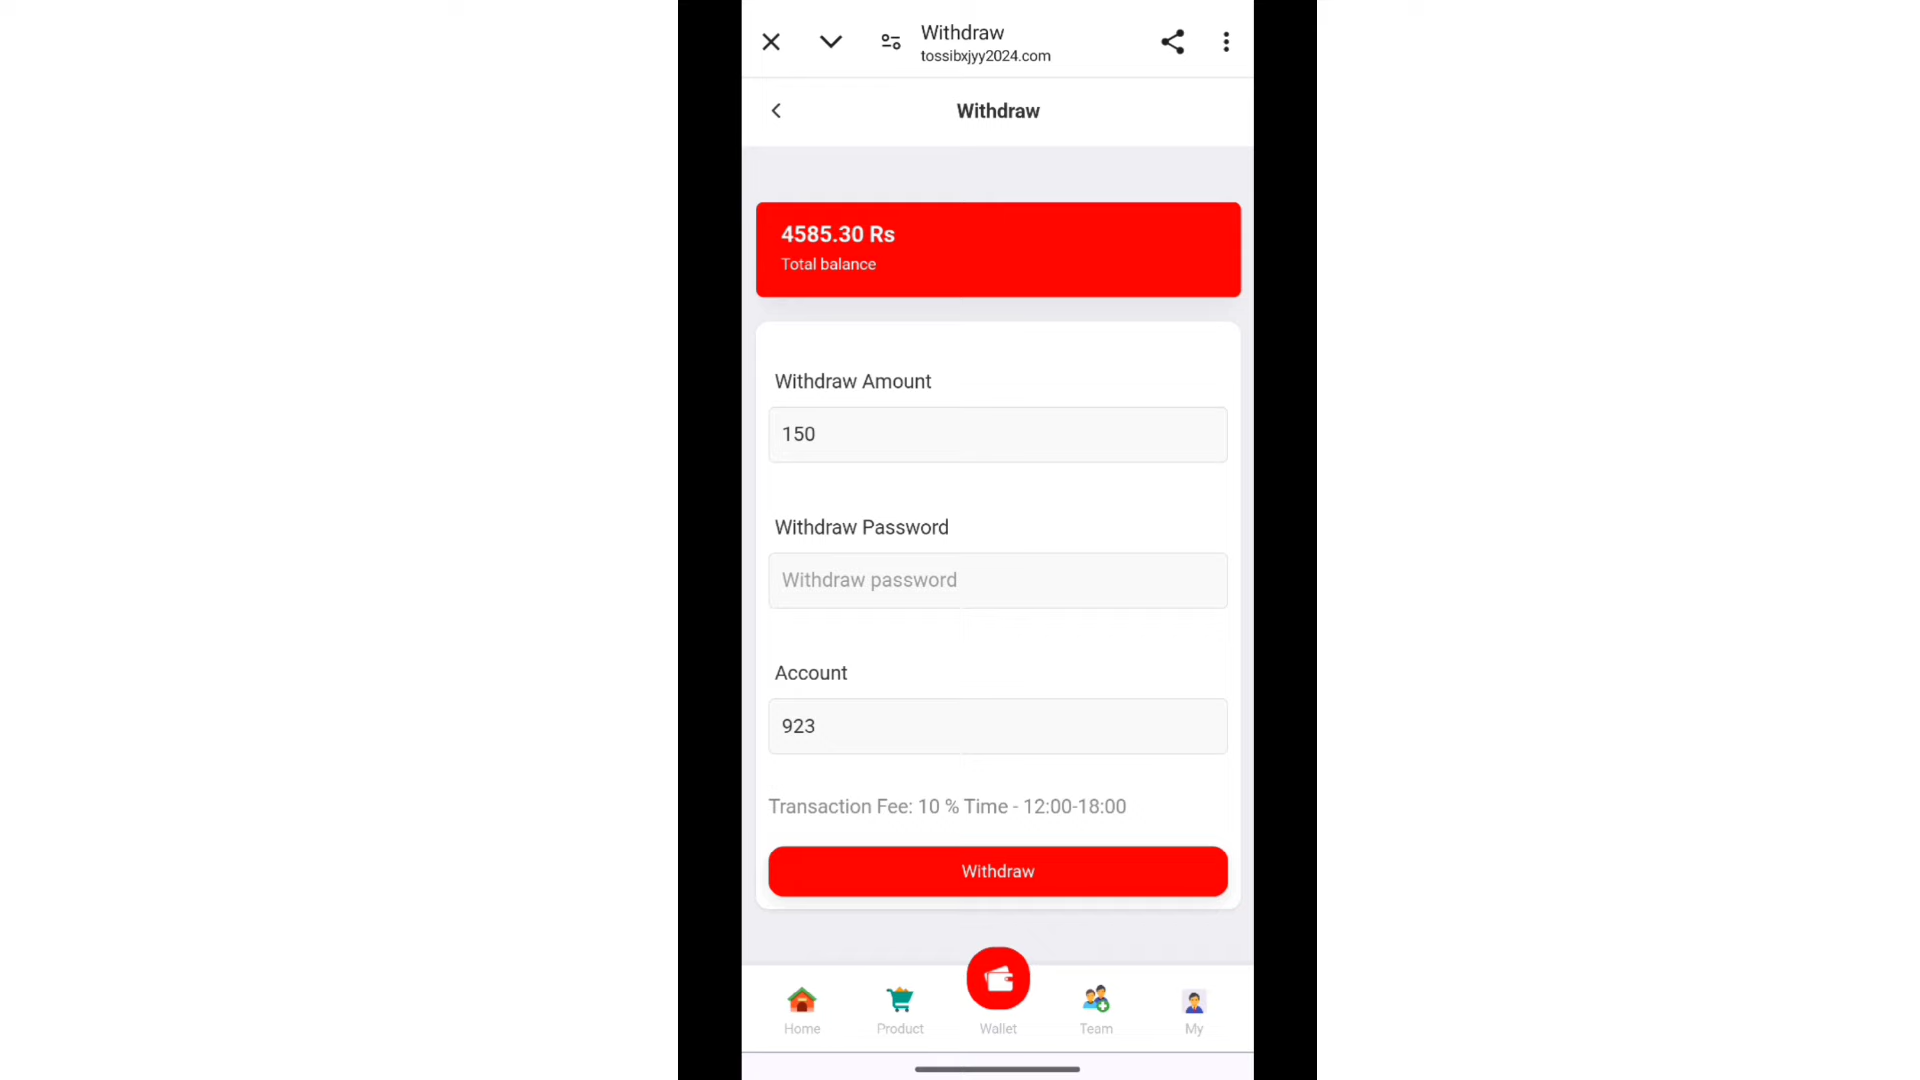 Withdraw
tossibxjyy2024.com
Withdraw
4585.30 Rs
Total balance
Withdraw Amount
150
Withdraw Password
Withdraw password
Account
923
Transaction Fee: 10 % Time - 12:00-18:00
Withdraw
Home
Product
Wallet
Team
My